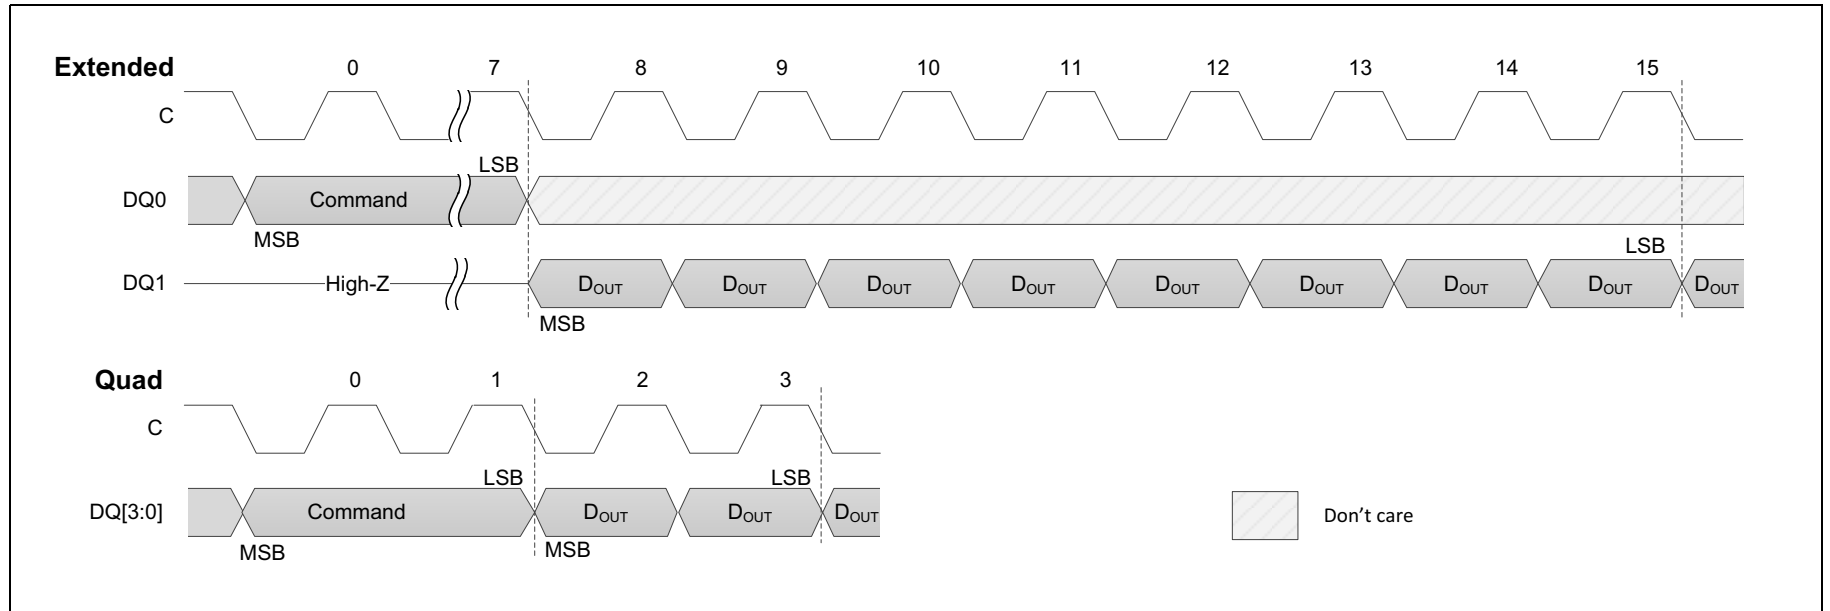 Extended 0 7 8 9 10 11 12 13 14 15
C
LSB
DQ0 Command
MSB LSB
DQ1 High-Z DOUT DOUT DOUT DOUT DOUT DOUT DOUT DOUT DOUT
MSB
Quad 0 1 2 3
C
LSB LSB
DQ[3:0] Command DOUT DOUT DOUT Don't care
MSB MSB